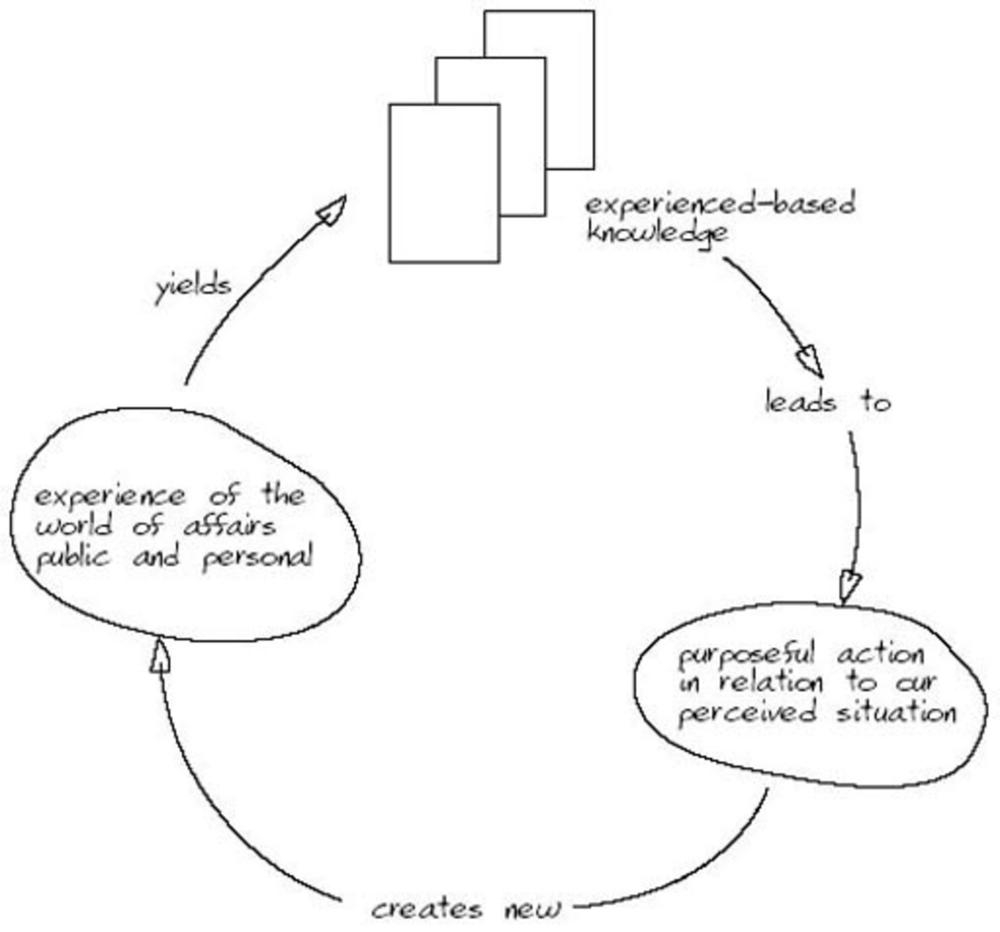 experienced-based
knowledge
yields
leads to
experience of the
world of affairs
public and personal
purposeful action
in relation to our
perceived situation
creates new